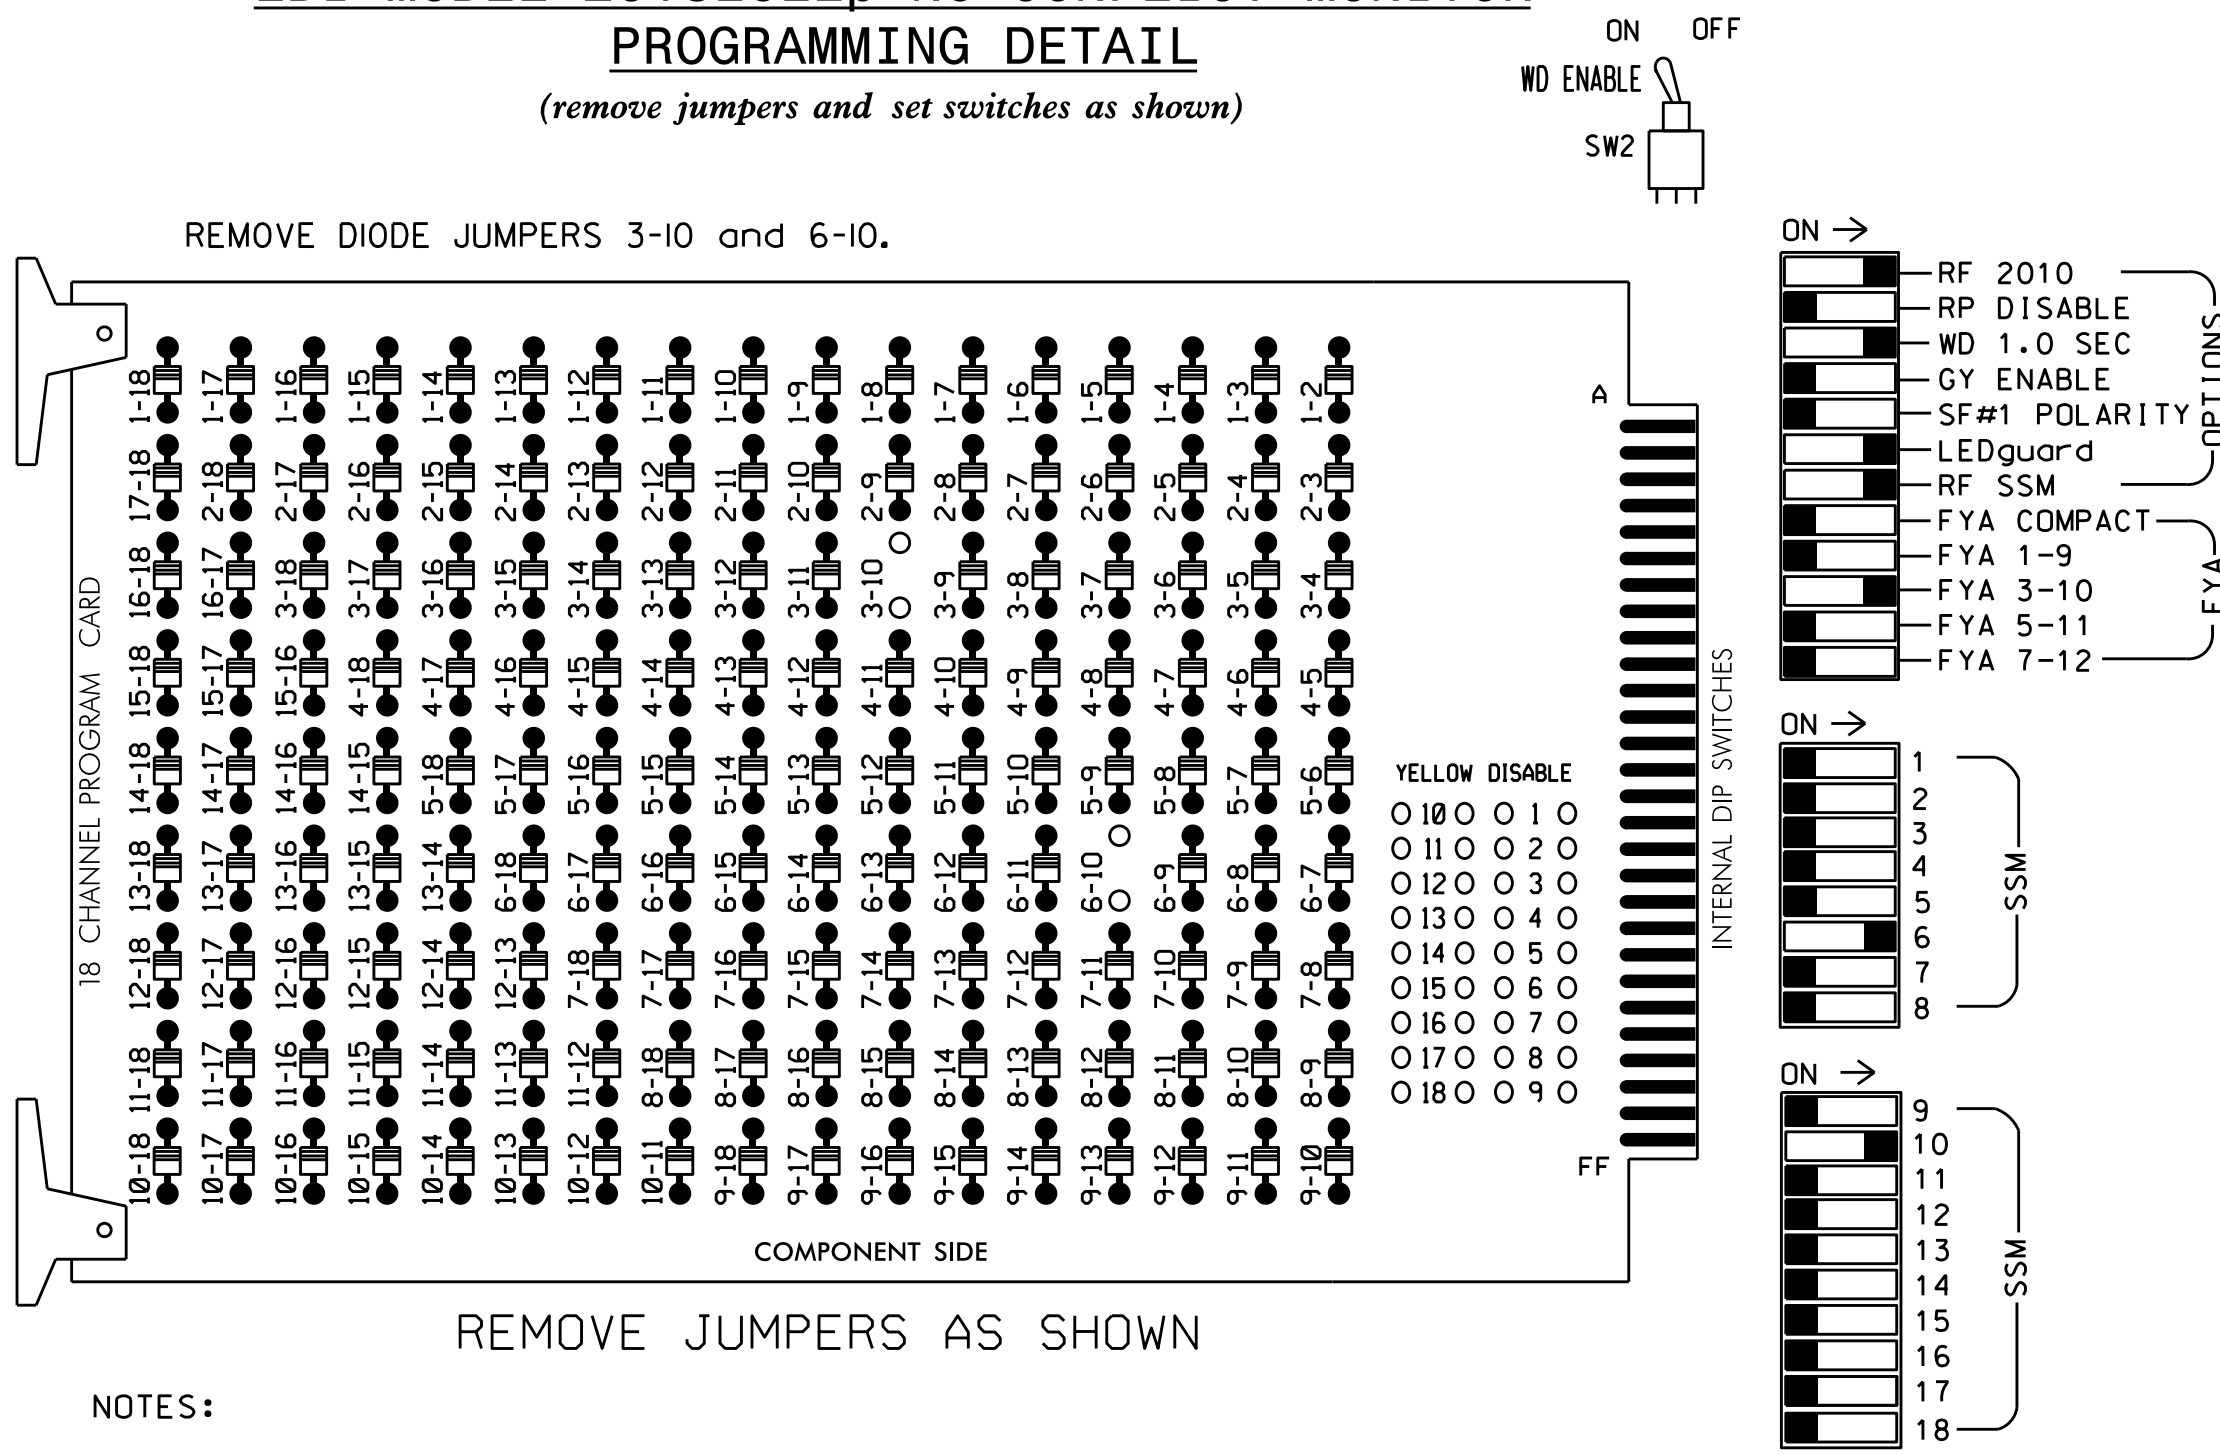 PROGRAMMING DETAIL
(remove jumpers and set switches as shown)
ON OFF
WD ENABLE
SW2
REMOVE DIODE JUMPERS 3-10 and 6-10.
18 CHANNEL PROGRAM CARD
1-18 1-17 1-16 1-15 1-14 1-13 1-12 1-11 1-10 1-9 1-8 1-7 1-6 1-5 1-4 1-3 1-2
17-18 2-18 2-17 2-16 2-15 2-14 2-13 2-12 2-11 2-10 2-9 2-8 2-7 2-6 2-5 2-4 2-3
16-18 16-17 3-18 3-17 3-16 3-15 3-14 3-13 3-12 3-11 3-10 3-9 3-8 3-7 3-6 3-5 3-4
15-18 15-17 15-16 4-18 4-17 4-16 4-15 4-14 4-13 4-12 4-11 4-10 4-9 4-8 4-7 4-6 4-5
14-18 14-17 14-16 14-15 5-18 5-17 5-16 5-15 5-14 5-13 5-12 5-11 5-10 5-9 5-8 5-7 5-6
13-18 13-17 13-16 13-15 13-14 6-18 6-17 6-16 6-15 6-14 6-13 6-12 6-11 6-10 6-9 6-8 6-7
12-18 12-17 12-16 12-15 12-14 12-13 7-18 7-17 7-16 7-15 7-14 7-13 7-12 7-11 7-10 7-9 7-8
11-18 11-17 11-16 11-15 11-14 11-13 11-12 8-18 8-17 8-16 8-15 8-14 8-13 8-12 8-11 8-10 8-9
10-18 10-17 10-16 10-15 10-14 10-13 10-12 10-11 9-18 9-17 9-16 9-15 9-14 9-13 9-12 9-11 9-10
COMPONENT SIDE
A
FF
YELLOW DISABLE
10 1
11 2
12 3
13 4
14 5
15 6
16 7
17 8
18 9
INTERNAL DIP SWITCHES
ON
RF 2010
RP DISABLE
WD 1.0 SEC
GY ENABLE
SF#1 POLARITY
LEDguard
RF SSM
OPTIONS
FYA COMPACT
FYA 1-9
FYA 3-10
FYA 5-11
FYA 7-12
FYA
ON
1
2
3
4
5
6
7
8
SSM
ON
9
10
11
12
13
14
15
16
17
18
SSM
REMOVE JUMPERS AS SHOWN
NOTES: